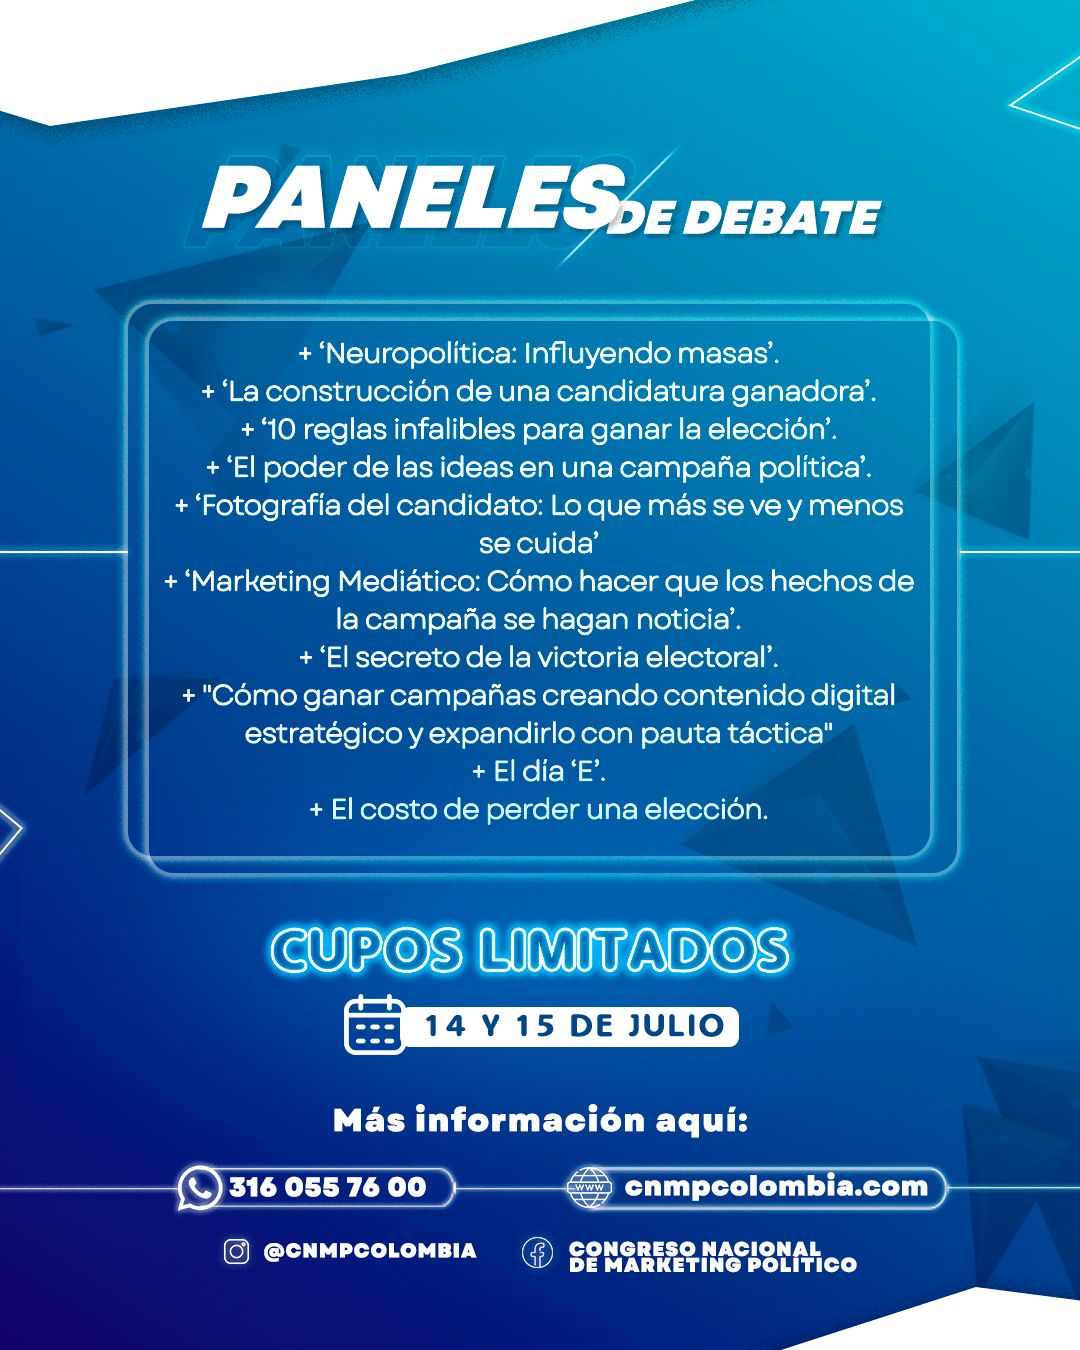 PANELES DE DEBATE
+ ‘Neuropolítica: Influyendo masas’.
+ ‘La construcción de una candidatura ganadora’.
+ ‘10 reglas infalibles para ganar la elección’.
+ ‘El poder de las ideas en una campaña política’.
+ ‘Fotografía del candidato: Lo que más se ve y menos
se cuida’
+ ‘Marketing Mediático: Cómo hacer que los hechos de
la campaña se hagan noticia’.
+ ‘El secreto de la victoria electoral’.
+ "Cómo ganar campañas creando contenido digital
estratégico y expandirlo con pauta táctica"
+ El día ‘E’.
+ El costo de perder una elección.
CUPOS LIMITADOS
14 Y 15 DE JULIO
Más información aquí:
316 055 76 00
www cnmpcolombia.com
@CNMPCOLOMBIA
CONGRESO NACIONAL
DE MARKETING POLITICO